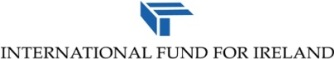 INTERNATIONAL FUND FOR IRELAND